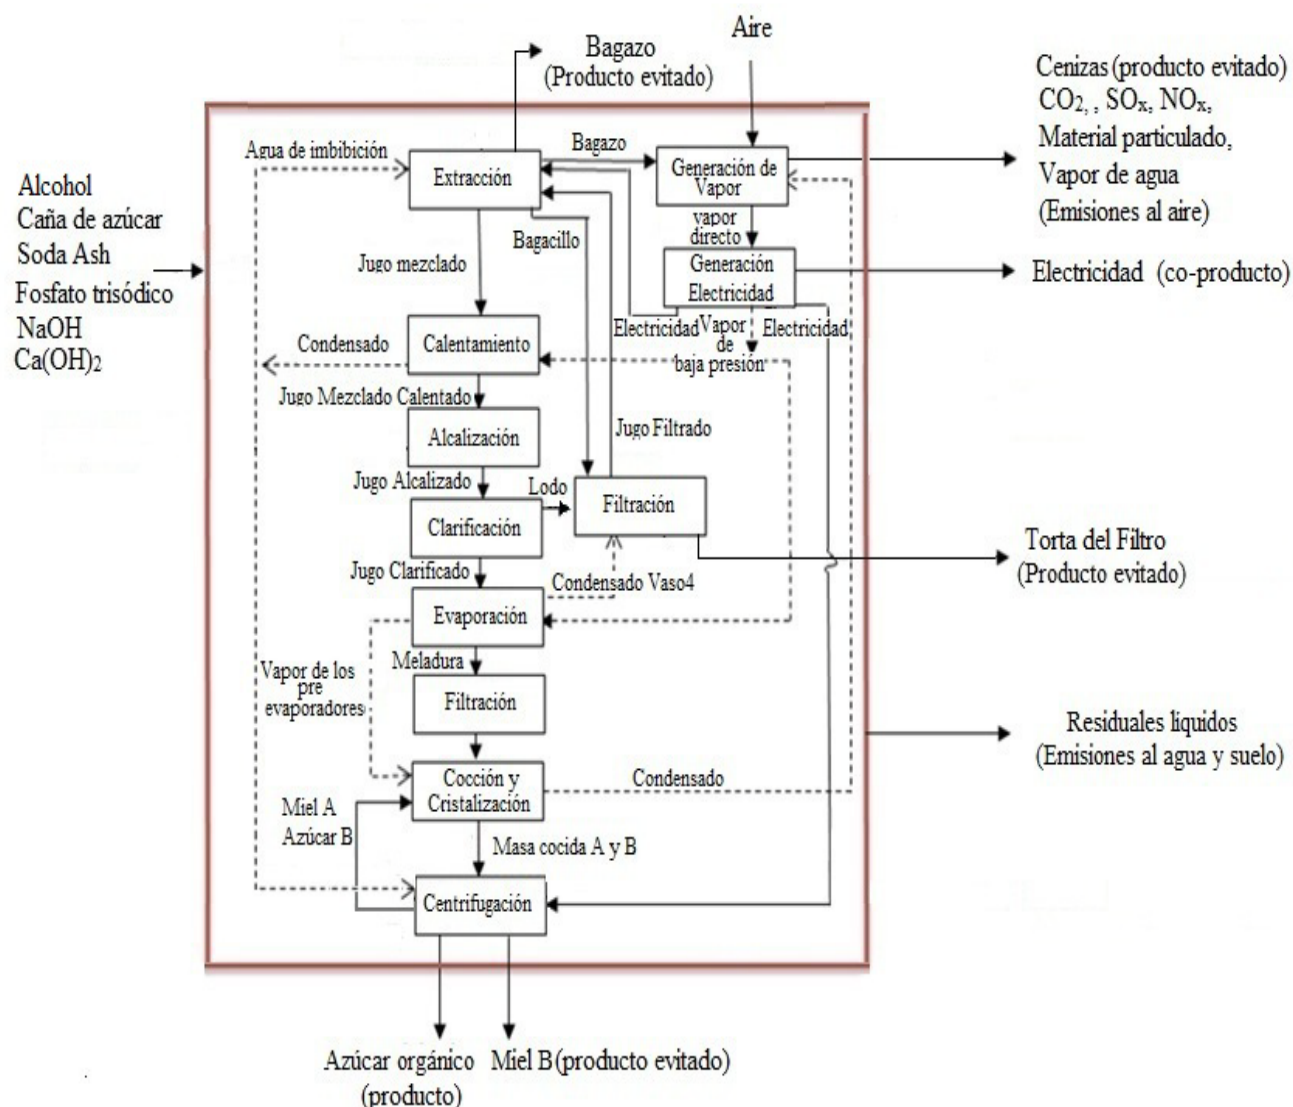 Aire
Bagazo
(Producto evitado)
Cenizas (producto evitado)
CO2, , SOx, NOx,
Material particulado,
Vapor de agua
(Emisiones al aire)
Agua de imbibición
Bagazo
Extracción
Generación de
Vapor
Alcohol
Caña de azúcar
Soda Ash
Fosfato trisódico
NaOH
Ca(OH)2
vapor
directo
Bagacillo
Jugo mezclado
Generación
Electricidad
Electricidad (co-producto)
Electricidad
Vapor
de
baja presión
Electricidad
Condensado
Calentamiento
Jugo Mezclado Calentado
Jugo Filtrado
Alcalización
Jugo Alcalizado
Lodo
Filtración
Clarificación
Torta del Filtro
(Producto evitado)
Jugo Clarificado
Condensado Vaso4
Evaporación
Meladura
Vapor de los
pre
evaporadores
Filtración
Residuales líquidos
(Emisiones al agua y suelo)
Cocción y
Cristalización
Condensado
Miel A
Azúcar B
Masa cocida A y B
Centrifugación
Azúcar orgánico
(producto)
Miel B (producto evitado)